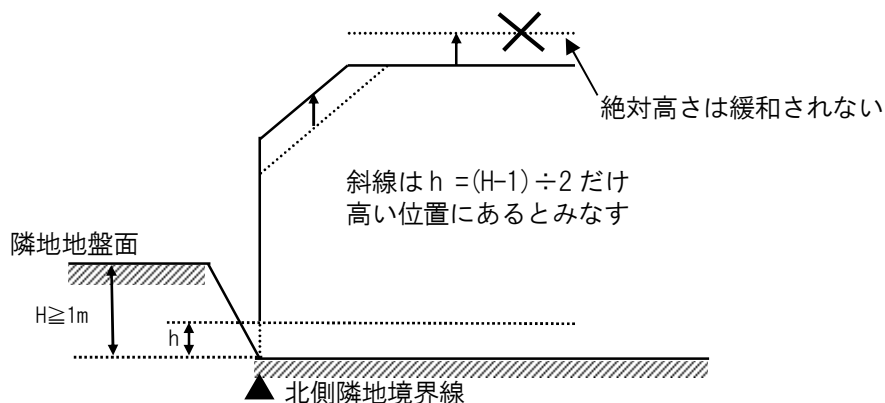 絶対高さは緩和されない
斜線はh =(H-1)÷2だけ
高い位置にあるとみなす
隣地地盤面
H≧1m
h
北側隣地境界線